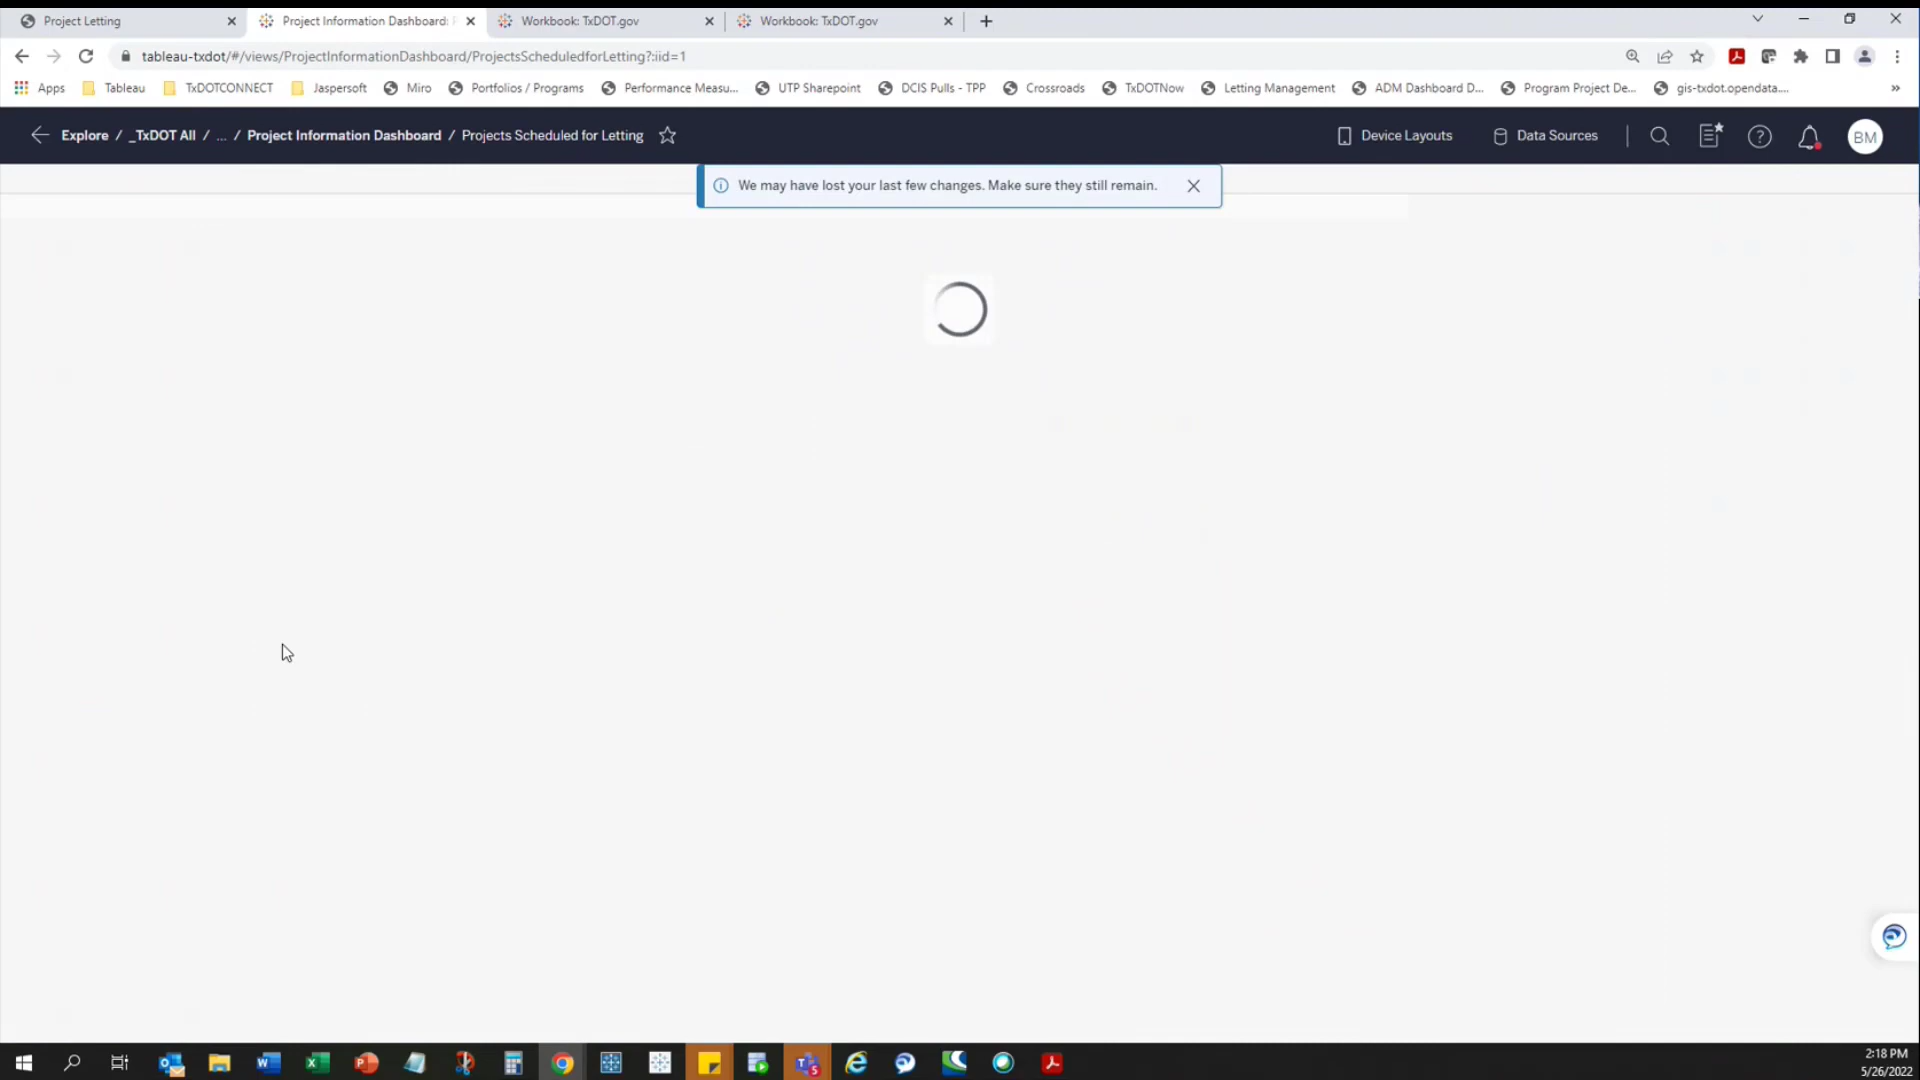 Project Letting
Project Information Dashboard:
Workbook: TxDOT.gov
Workbook: TxDOT.gov
tableau-txdot/#/views/ProjectInformationDashboard/ProjectsScheduledforLetting?:iid=1
Apps Tableau TxDOTCONNECT Jaspersoft Miro Portfolios / Programs Performance Measu... UTP Sharepoint DCIS Pulls - TPP Crossroads TxDOTNow Letting Management ADM Dashboard D... Program Project De... gis-txdot.opendata.... »
Explore / _TxDOT All / ... / Project Information Dashboard / Projects Scheduled for Letting
Device Layouts Data Sources BM
We may have lost your last few changes. Make sure they still remain.
2:18 PM
5/26/2022